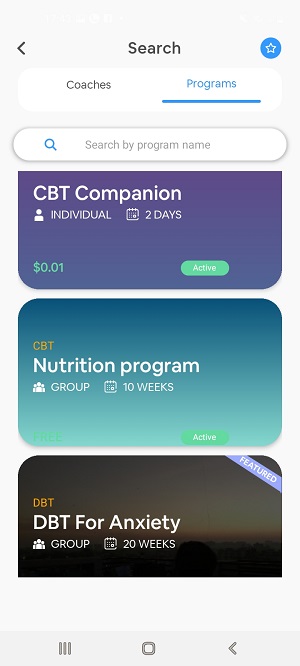 Search
Coaches
Programs
Search by program name
CBT Companion
INDIVIDUAL 2 DAYS
$0.01
Active
CBT
Nutrition program
GROUP 10 WEEKS
FREE
Active
FEATURED
DBT
DBT For Anxiety
GROUP 20 WEEKS